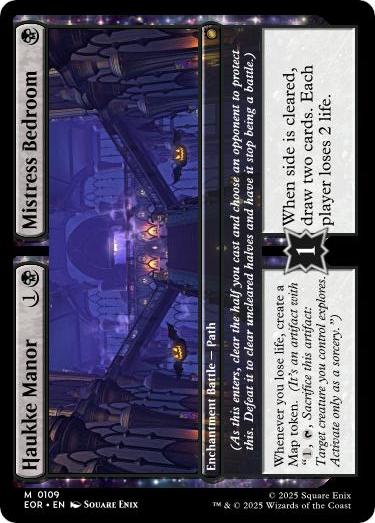 Haukke Manor
Mistress Bedroom
Enchantment Battle — Path
(As this enters, clear the half you cast and choose an opponent to protect
this. Defeat it to clear uncleared halves and have it stop being a battle.)
Whenever you lose life, create a
Map token. (It's an artifact with
"1, , Sacrifice this artifact:
Target creature you control explores.
Activate only as a sorcery.")
1
When side is cleared,
draw two cards. Each
player loses 2 life.
M 0109
EOR • EN SQUARE ENIX
© 2025 Square Enix
™ & © 2025 Wizards of the Coast